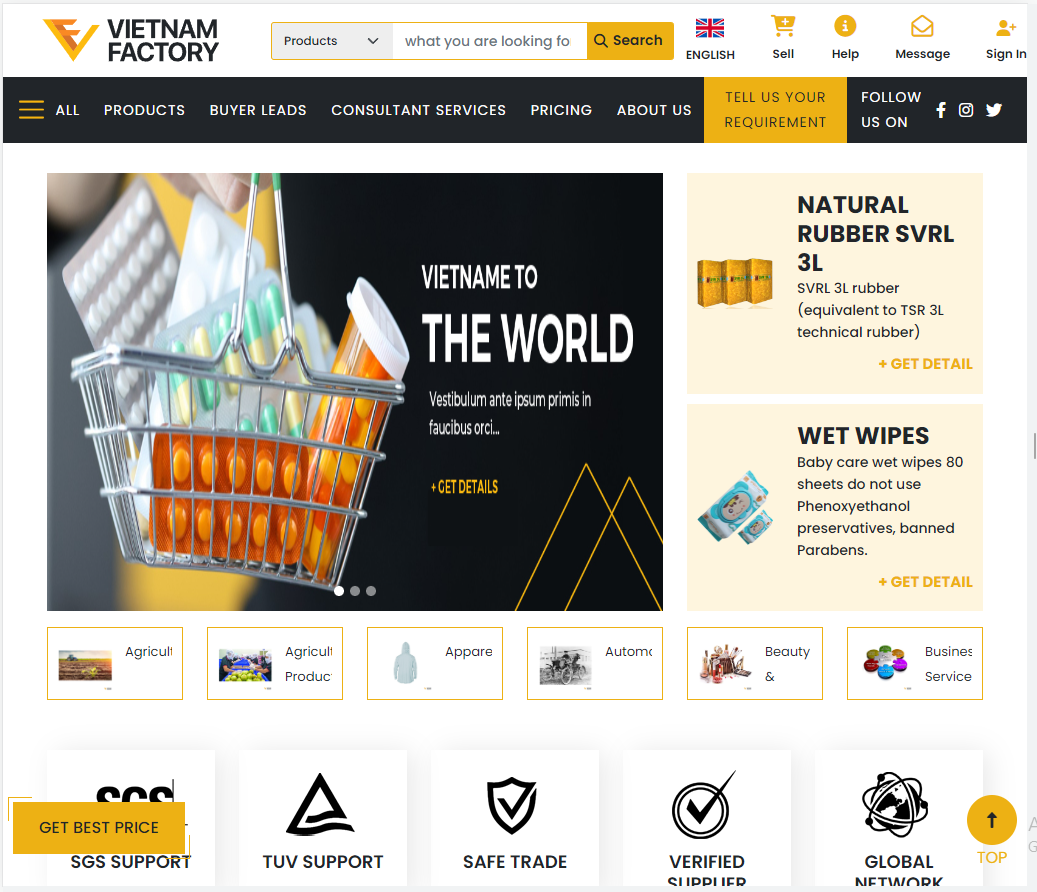 VIETNAM
FACTORY
Products
what you are looking fo
Search
ENGLISH
Sell
Help
Message
Sign In
ALL
PRODUCTS
BUYER LEADS
CONSULTANT SERVICES
PRICING
ABOUT US
TELL US YOUR
REQUIREMENT
FOLLOW
US ON
VIETNAME TO
THE WORLD
Vestibulum ante ipsum primis in
faucibus orci...
+ GET DETAILS
NATURAL
RUBBER SVRL
3L
SVRL 3L rubber
(equivalent to TSR 3L
technical rubber)
+ GET DETAIL
WET WIPES
Baby care wet wipes 80
sheets do not use
Phenoxyethanol
preservatives, banned
Parabens.
+ GET DETAIL
Agricult
Agricult
Produc
Appare
Automo
Beauty
&
Busines
Service
SGS
GET BEST PRICE
SGS SUPPORT
TUV SUPPORT
SAFE TRADE
VERIFIED
SUPPLIER
GLOBAL
NETWORK
TOP